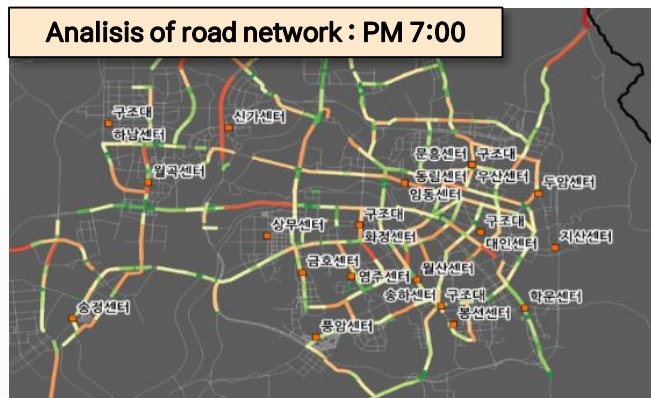 Analisis of road network : PM 7:00
구조대
하남센터
신가센터
월곡센터
문흥센터 구조대
동림센터 우산센터
임동센터
두암센터
상무센터
구조대
화정센터
구조대
대인센터
지산센터
금호센터
염주센터
월산센터
송하센터 구조대
봉선센터
학운센터
송정센터
풍암센터